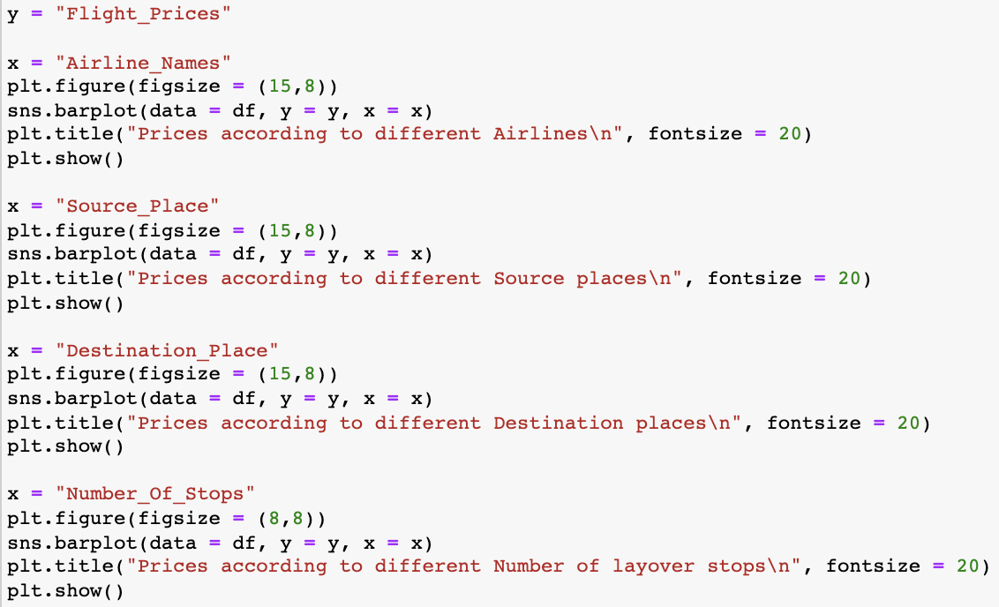 y = "Flight_Prices"
x = "Airline_Names"
plt.figure(figsize = (15,8))
sns.barplot(data = df, y = y, x = x)
plt.title("Prices according to different Airlines\n", fontsize = 20)
plt.show()
x = "Source_Place"
plt.figure(figsize = (15,8))
sns.barplot(data = df, y = y, x = x)
plt.title("Prices according to different Source places\n", fontsize = 20)
plt.show()
x = "Destination_Place"
plt.figure(figsize = (15,8))
sns.barplot(data = df, y = y, x = x)
plt.title("Prices according to different Destination places\n", fontsize = 20)
plt.show()
x = "Number_Of_Stops"
plt.figure(figsize = (8,8))
sns.barplot(data = df, y = y, x = x)
plt.title("Prices according to different Number of layover stops\n", fontsize = 20)
plt.show()